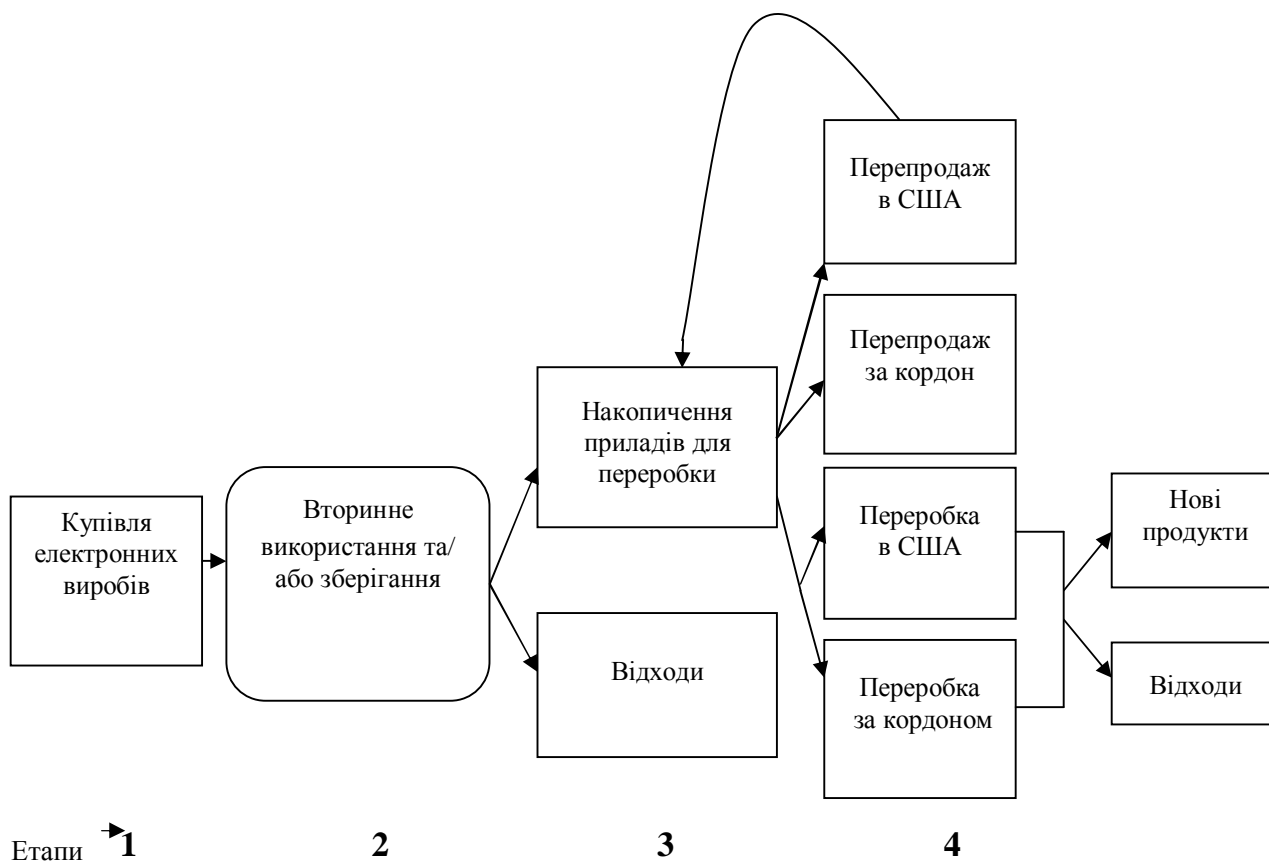 Перепродаж
в США
Перепродаж
за кордон
Накопичення
приладів для
переробки
Купівля
електронних
виробів
Вторинне
використання та/
або зберігання
Переробка
в США
Нові
продукти
Відходи
Переробка
за кордоном
Відходи
Етапи 1 2 3 4